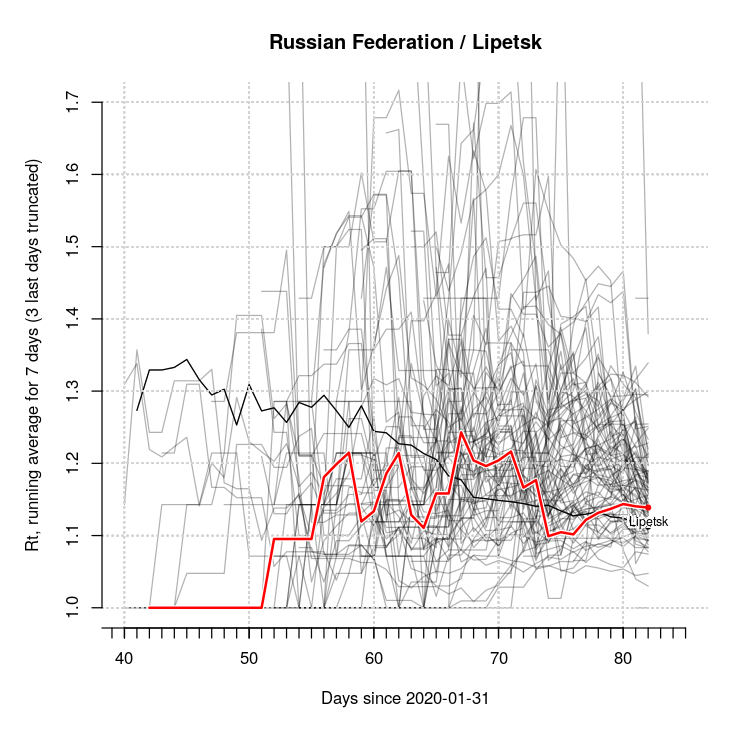 Russian Federation / Lipetsk
Rt, running average for 7 days (3 last days truncated)
1.7
1.6
1.5
1.4
1.3
1.2
1.1
1.0
Lipetsk
40 50 60 70 80
Days since 2020-01-31